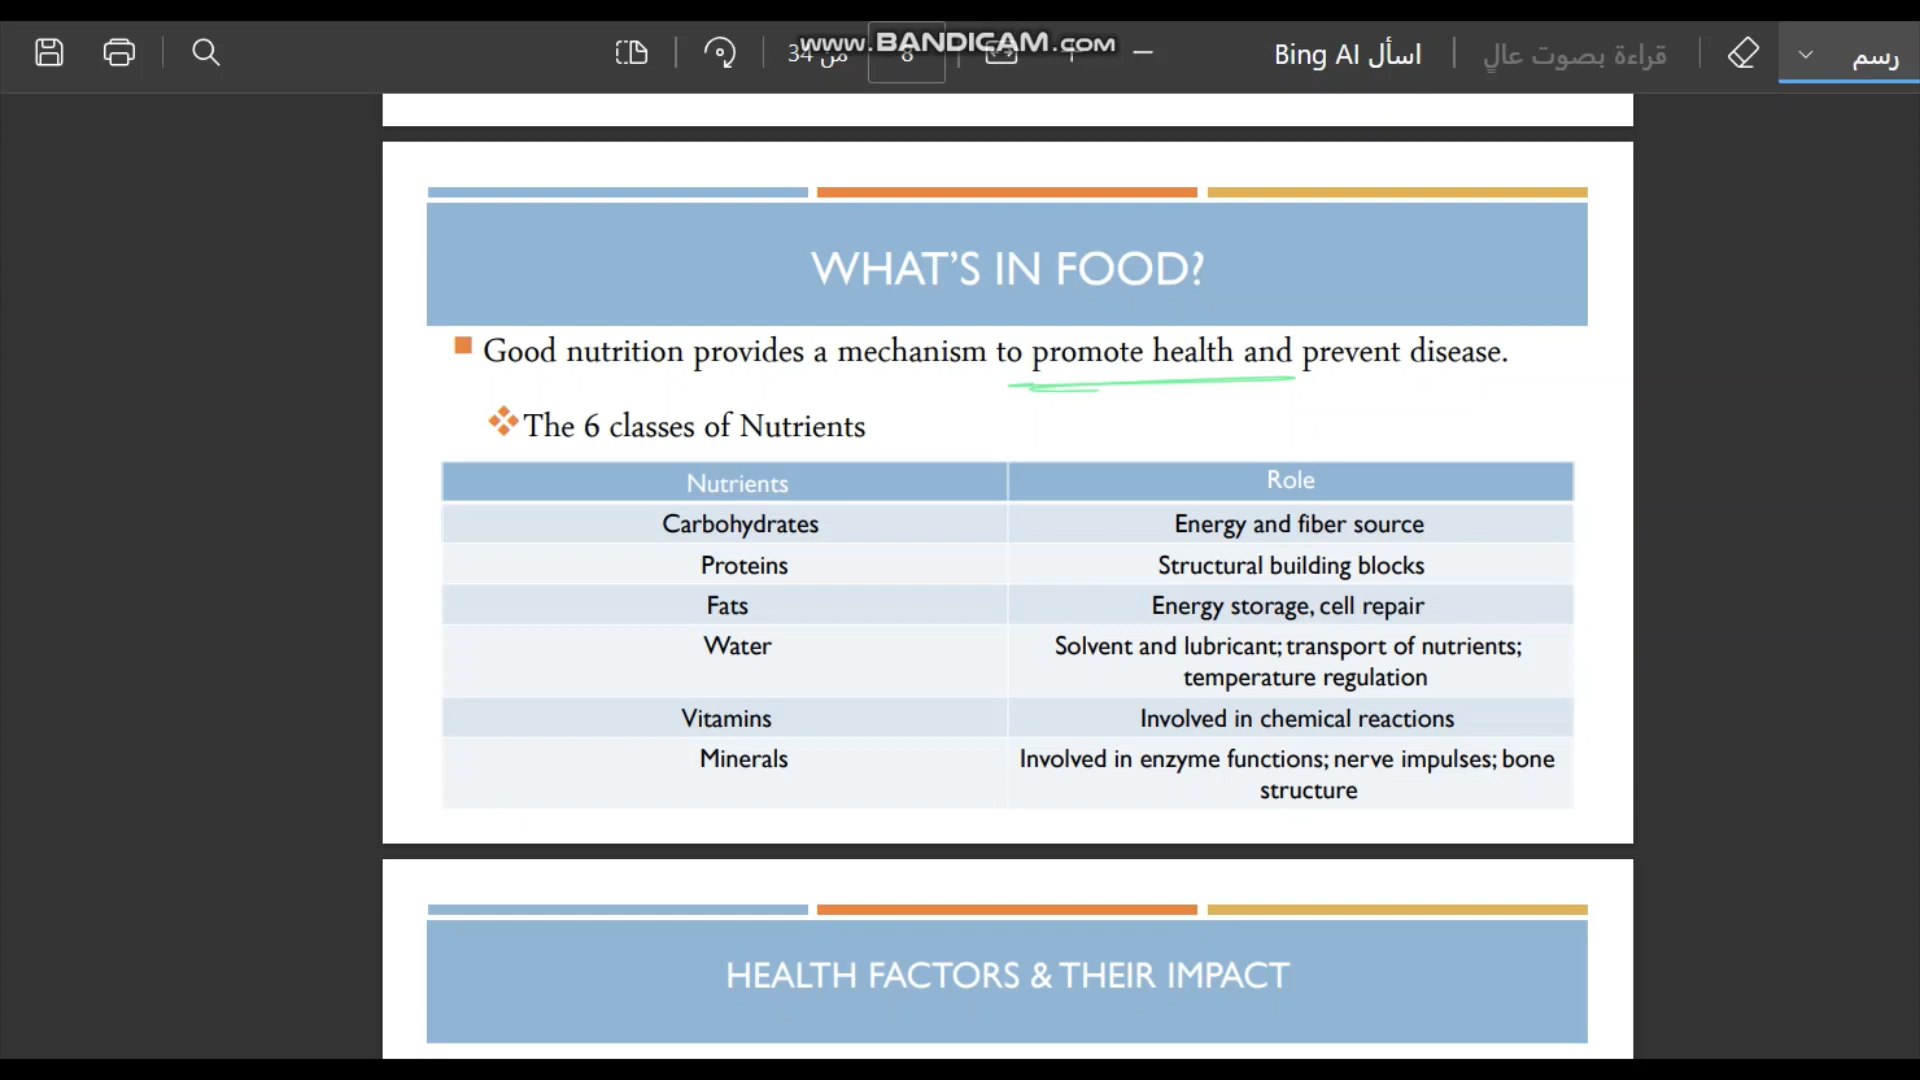 www.BANDICAM.com
رسم
قراءة بصوت عالٍ
اسأل Bing AI
8
من 34
WHAT'S IN FOOD?
Good nutrition provides a mechanism to promote health and prevent disease.
The 6 classes of Nutrients
Nutrients Role
Carbohydrates Energy and fiber source
Proteins Structural building blocks
Fats Energy storage, cell repair
Water Solvent and lubricant; transport of nutrients;
temperature regulation
Vitamins Involved in chemical reactions
Minerals Involved in enzyme functions; nerve impulses; bone
structure
HEALTH FACTORS & THEIR IMPACT